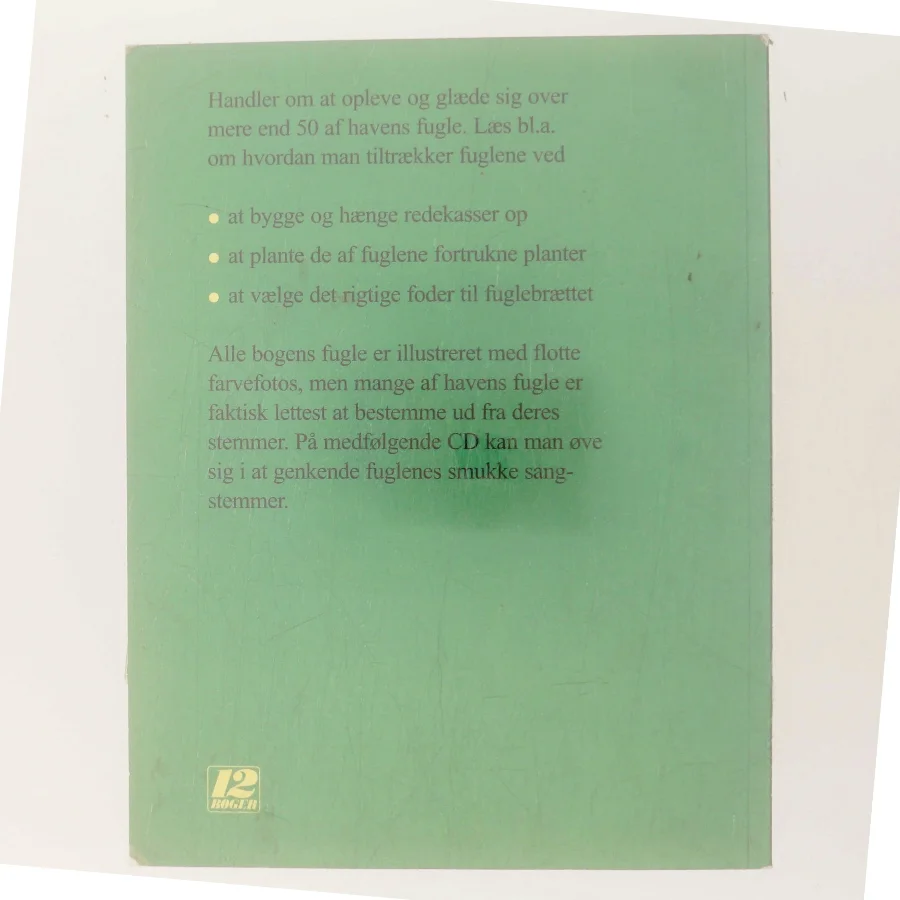 Handler om at opleve og glæde sig over
mere end 50 af havens fugle. Læs bl.a.
om hvordan man tiltrækker fuglene ved
• at bygge og hænge redekasser op
• at plante de af fuglene fortrukne planter
• at vælge det rigtige foder til fuglebrættet
Alle bogens fugle er illustreret med flotte
farvefotos, men mange af havens fugle er
faktisk lettest at bestemme ud fra deres
stemmer. På medfølgende CD kan man øve
sig i at genkende fuglenes smukke sang-
stemmer.
12
BØGER